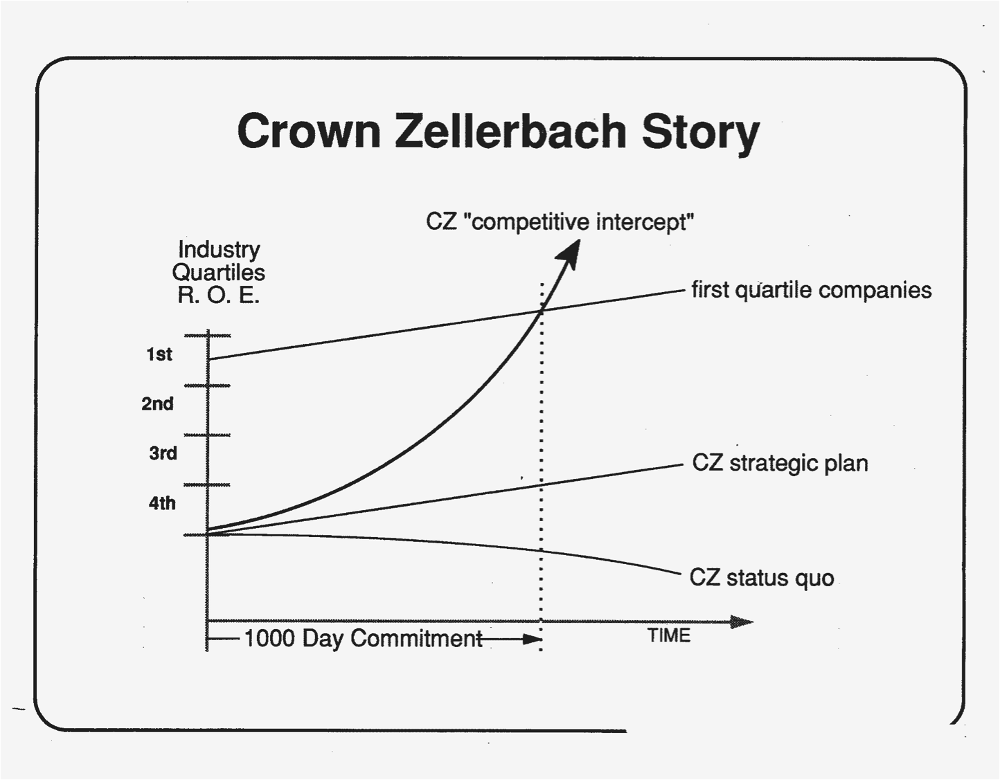 Crown Zellerbach Story
CZ "competitive intercept"
Industry
Quartiles
R. O. E.
first quartile companies
1st
2nd
3rd
CZ strategic plan
4th
CZ status quo
1000 Day Commitment
TIME